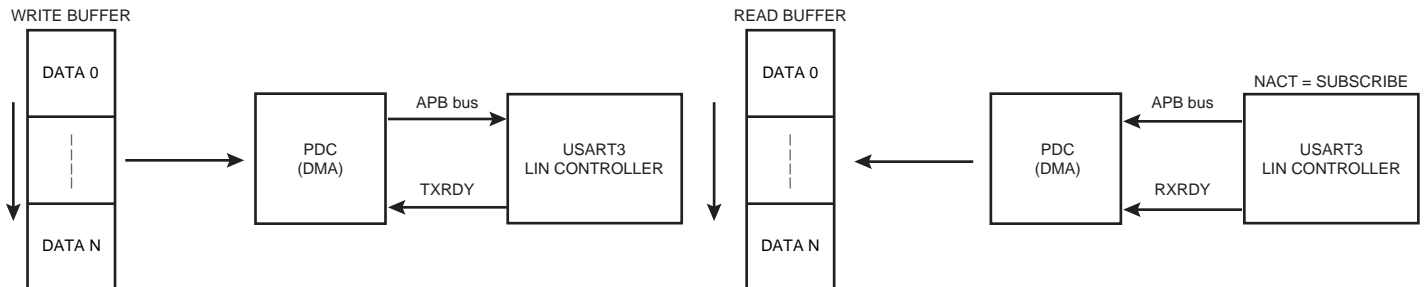 WRITE BUFFER
DATA 0
DATA N
PDC
(DMA)
APB bus
TXRDY
USART3
LIN CONTROLLER
READ BUFFER
DATA 0
DATA N
PDC
(DMA)
APB bus
RXRDY
NACT = SUBSCRIBE
USART3
LIN CONTROLLER